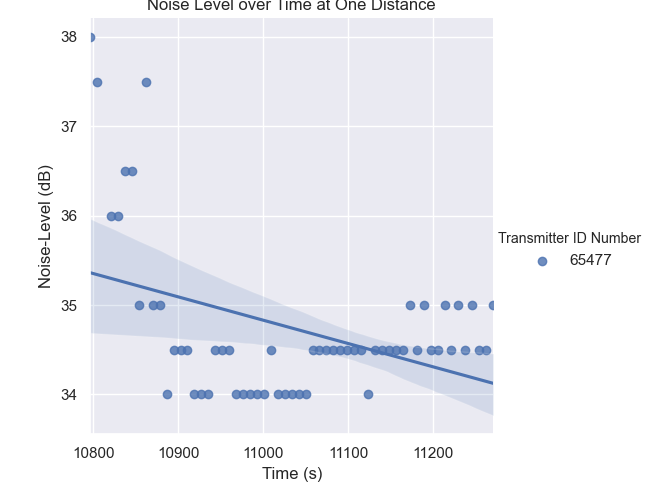 Noise Level over Time at One Distance
38
37
36
35
34
Noise-Level (dB)
10800 10900 11000 11100 11200
Time (s)
Transmitter ID Number
65477